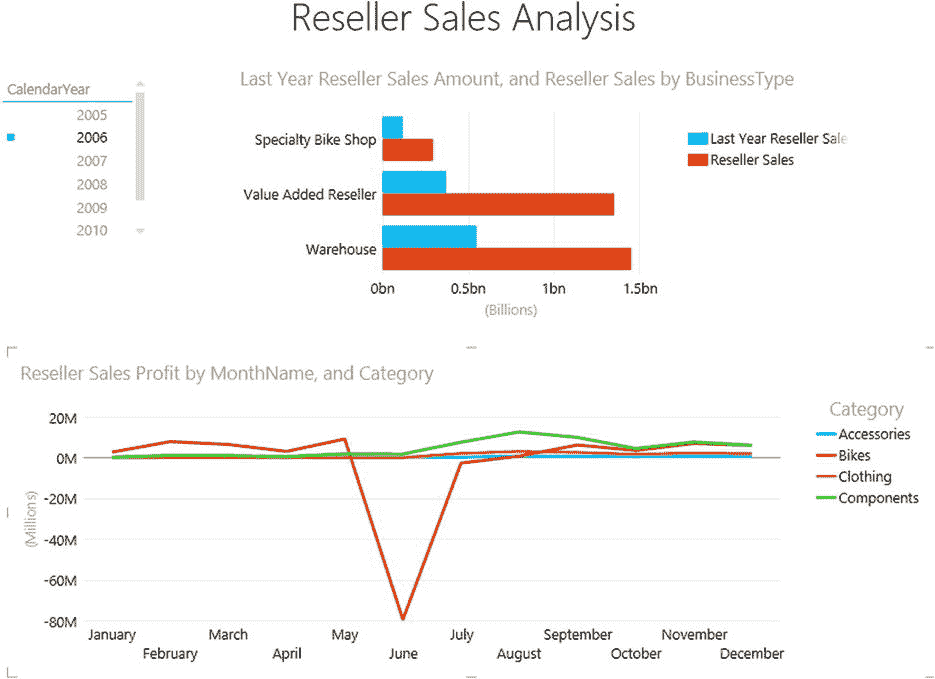 Reseller Sales Analysis
CalendarYear
2005
2006
2007
2008
2009
2010
Last Year Reseller Sales Amount, and Reseller Sales by BusinessType
Specialty Bike Shop
Value Added Reseller
Warehouse
0bn 0.5bn 1bn 1.5bn
(Billions)
Last Year Reseller Sale
Reseller Sales
Reseller Sales Profit by MonthName, and Category
20M
0M
-20M
-40M
-60M
-80M
(Millions)
January March May July September November
February April June August October December
Category
Accessories
Bikes
Clothing
Components